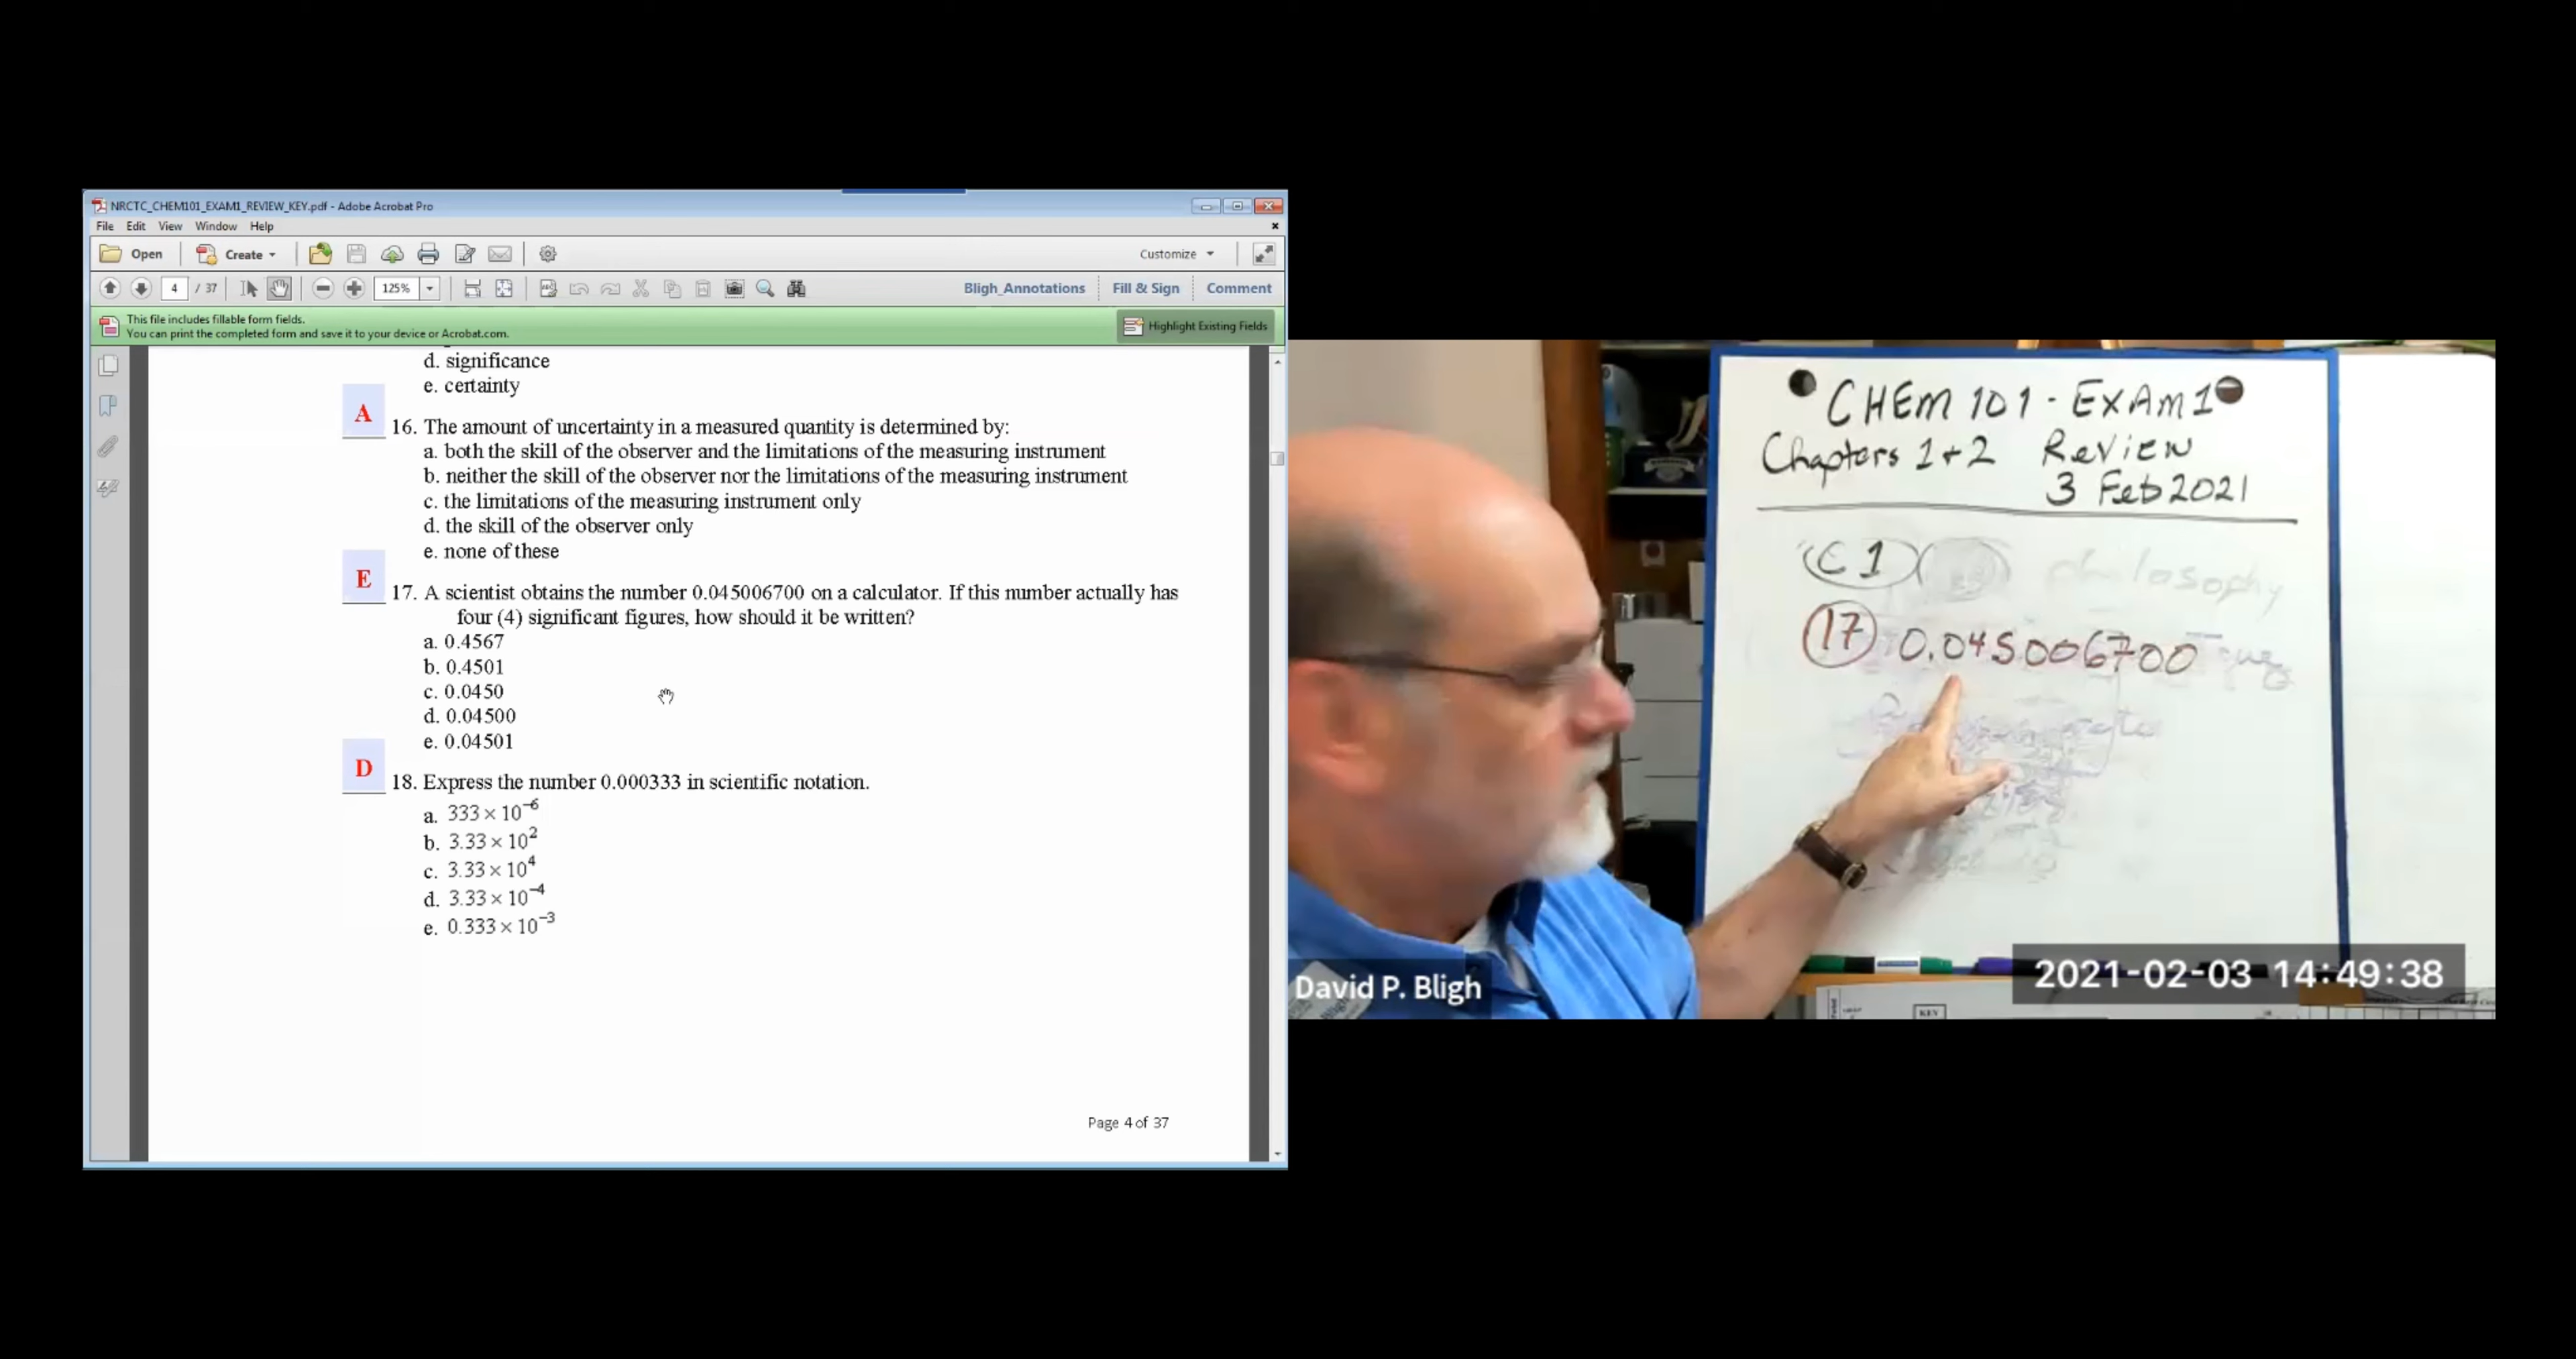 NRCTC_CHEM101_EXAM1_REVIEW_KEY.pdf - Adobe Acrobat Pro
File Edit View Window Help
Open Create Customize
4 / 37 125% Bligh_Annotations Fill & Sign Comment
This file includes fillable form fields.
You can print the completed form and save it to your device or Acrobat.com.
Highlight Existing Fields
d. significance
e. certainty
A 16. The amount of uncertainty in a measured quantity is determined by:
a. both the skill of the observer and the limitations of the measuring instrument
b. neither the skill of the observer nor the limitations of the measuring instrument
c. the limitations of the measuring instrument only
d. the skill of the observer only
e. none of these
E 17. A scientist obtains the number 0.045006700 on a calculator. If this number actually has
four (4) significant figures, how should it be written?
a. 0.4567
b. 0.4501
c. 0.0450
d. 0.04500
e. 0.04501
D 18. Express the number 0.000333 in scientific notation.
a. 333 × 10⁻⁶
b. 3.33 × 10²
c. 3.33 × 10⁴
d. 3.33 × 10⁻⁴
e. 0.333 × 10⁻³
Page 4 of 37
CHEM 101 - EXAM 1
Chapters 1 + 2 Review
3 Feb 2021
C 1 philosophy
17 0.045006700
David P. Bligh
2021-02-03 14:49:38
KEY